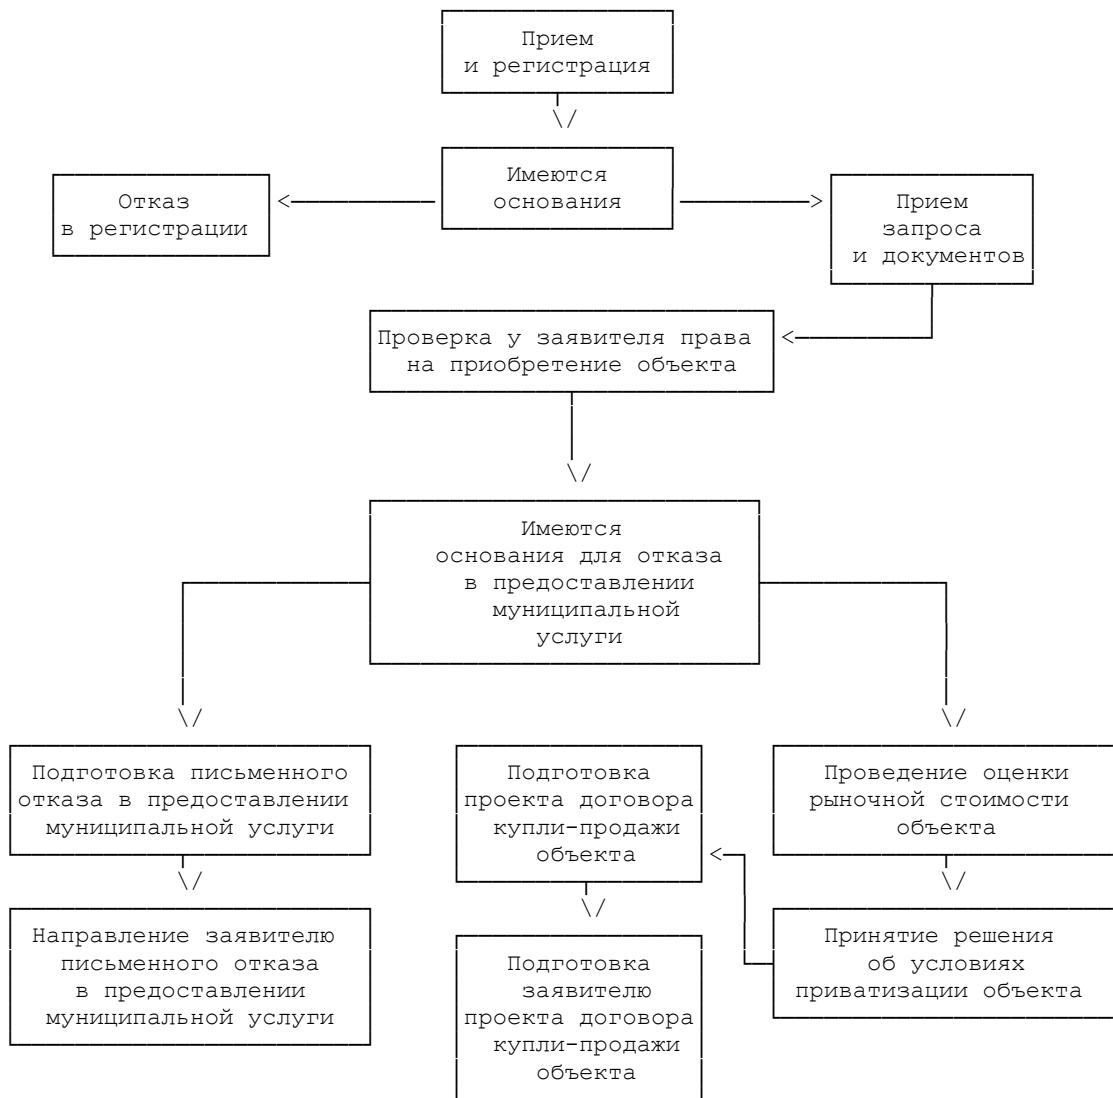 Прием
и регистрация
Имеются
основания
Отказ
в регистрации
Прием
запроса
и документов
Проверка у заявителя права
на приобретение объекта
Имеются
основания для отказа
в предоставлении
муниципальной
услуги
Подготовка письменного
отказа в предоставлении
муниципальной услуги
Подготовка
проекта договора
купли-продажи
объекта
Проведение оценки
рыночной стоимости
объекта
Направление заявителю
письменного отказа
в предоставлении
муниципальной услуги
Подготовка
заявителю
проекта договора
купли-продажи
объекта
Принятие решения
об условиях
приватизации объекта